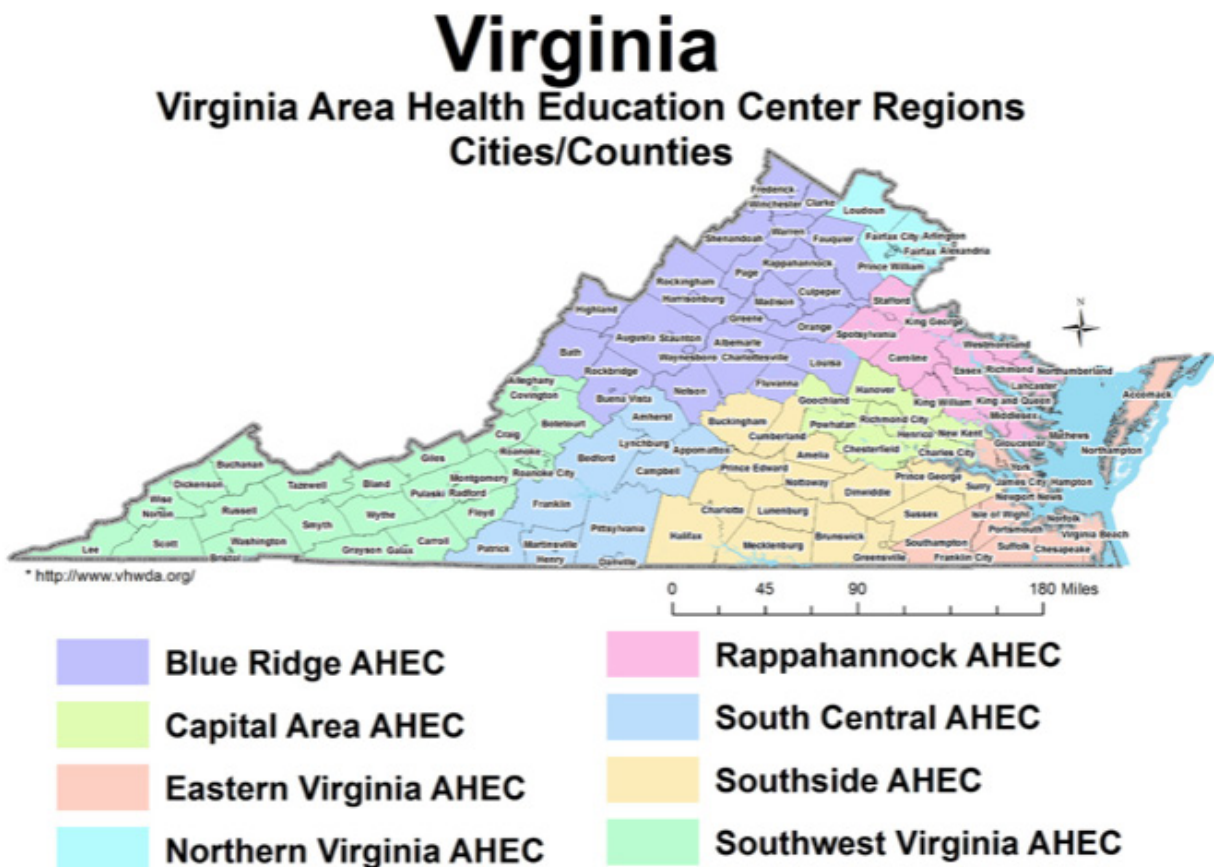 Virginia
Virginia Area Health Education Center Regions
Cities/Counties
Frederick
Winchester Clarke
Loudoun
Shenandoah Warren Fauquier
Fairfax City Arlington
Fairfax Alexandria
Page Rappahannock
Prince William
Rockingham
Harrisonburg Madison Culpeper
Stafford
Highland
Greene
Orange
King George
N
Spotsylvania
Augusta Staunton Albemarle
Westmoreland
Bath
Waynesboro Charlottesville Louisa
Caroline
Essex Richmond Northumberland
Rockbridge
Alleghany
Lancaster
Nelson Fluvanna
Hanover
Accomack
Covington
Buena Vista
Goochland
King William King and Queen
Amherst
Buckingham
Richmond City
Middlesex
Botetourt
Powhatan
Craig
Lynchburg
Cumberland
Henrico New Kent
Gloucester Mathews
Roanoke
Bedford
Appomattox
Amelia
Chesterfield
Charles City
Northampton
Buchanan
Giles
Roanoke City
Campbell
Prince Edward
York
Dickenson
Tazewell
Bland
Montgomery
Nottoway
Prince George
James City Hampton
Wise
Pulaski Radford
Dinwiddie
Surry
Newport News
Norton
Russell
Wythe
Floyd
Franklin
Charlotte Lunenburg
Sussex
Isle of Wight
Norfolk
Scott
Smyth
Pittsylvania
Portsmouth
Virginia Beach
Lee
Washington
Carroll
Martinsville
Halifax
Mecklenburg
Brunswick
Southampton
Suffolk Chesapeake
Bristol
Grayson Galax
Patrick
Henry
Danville
Greensville
Franklin City
* http://www.vhwda.org/
0 45 90 180 Miles
Blue Ridge AHEC
Capital Area AHEC
Eastern Virginia AHEC
Northern Virginia AHEC
Rappahannock AHEC
South Central AHEC
Southside AHEC
Southwest Virginia AHEC